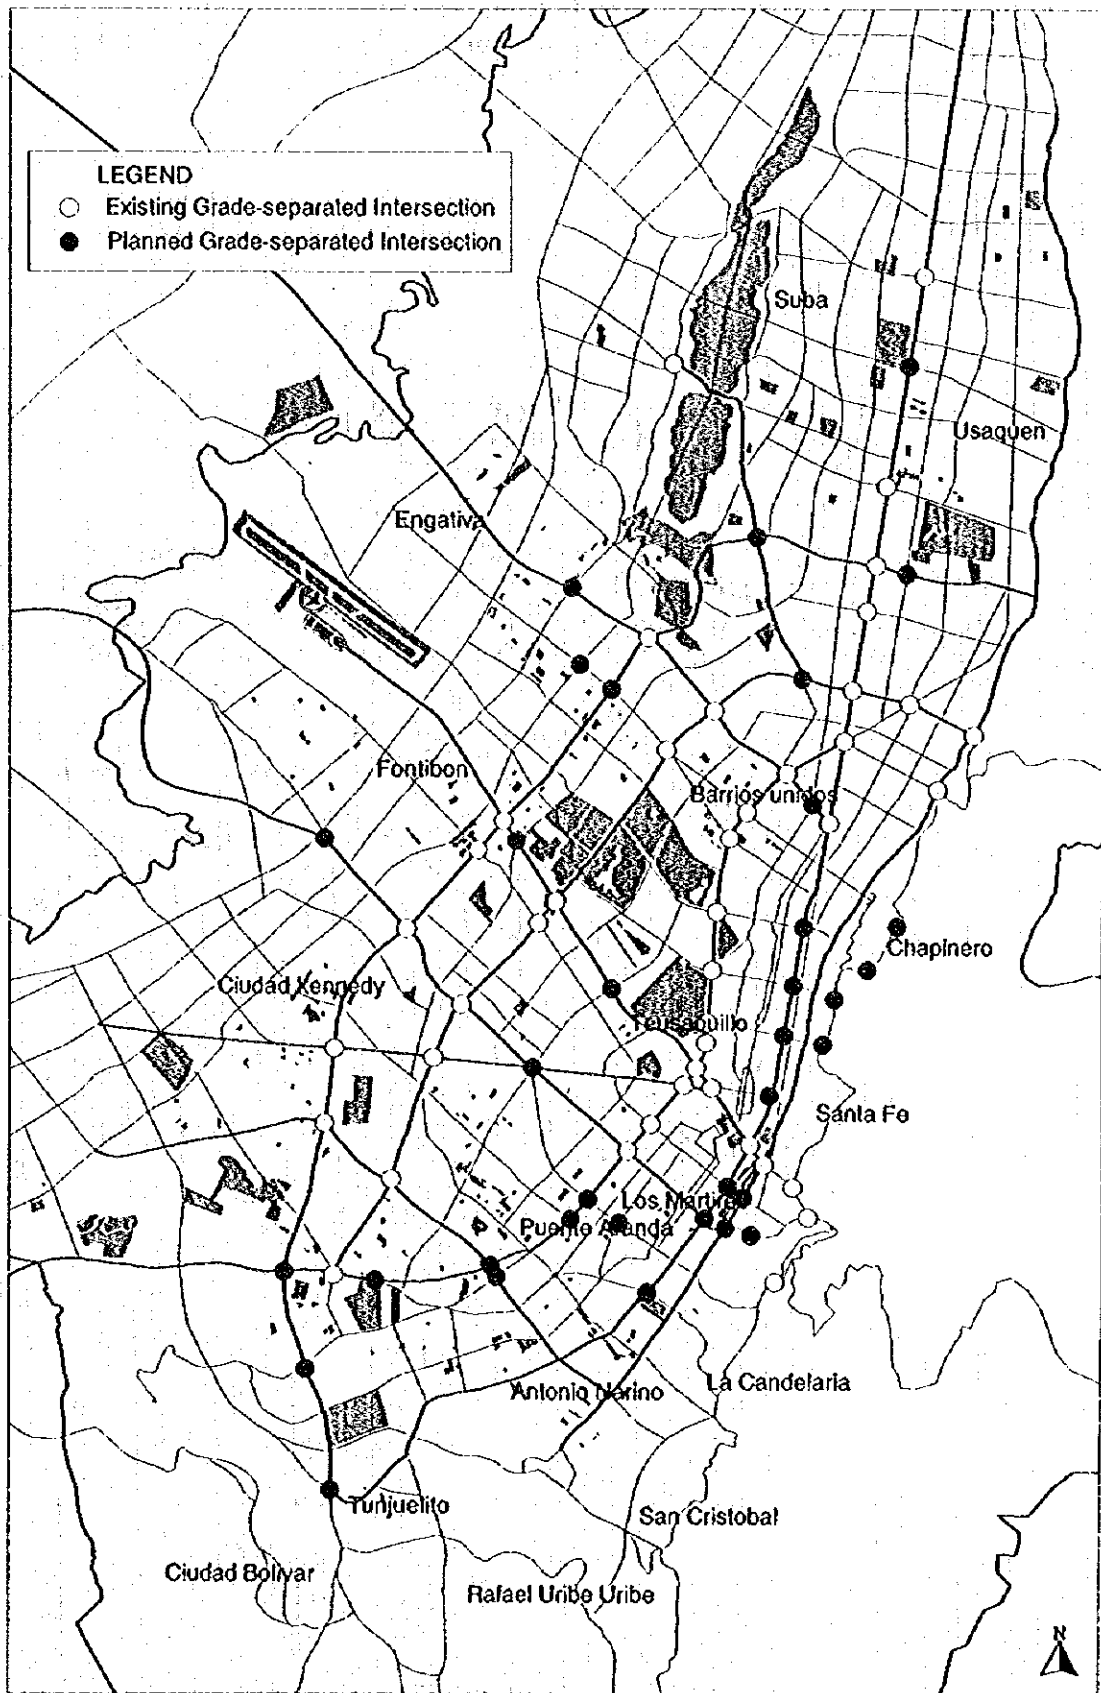 LEGEND
Existing Grade-separated Intersection
Planned Grade-separated Intersection
Suba
Usaquen
Engativa
Fontibon
Barrios unidos
Chapinero
Ciudad Kennedy
Teusaquillo
Santa Fe
Los Martires
Puente Aranda
Antonio Narino
La Candelaria
Tunjuelito
San Cristobal
Ciudad Bolivar
Rafael Uribe Uribe
N